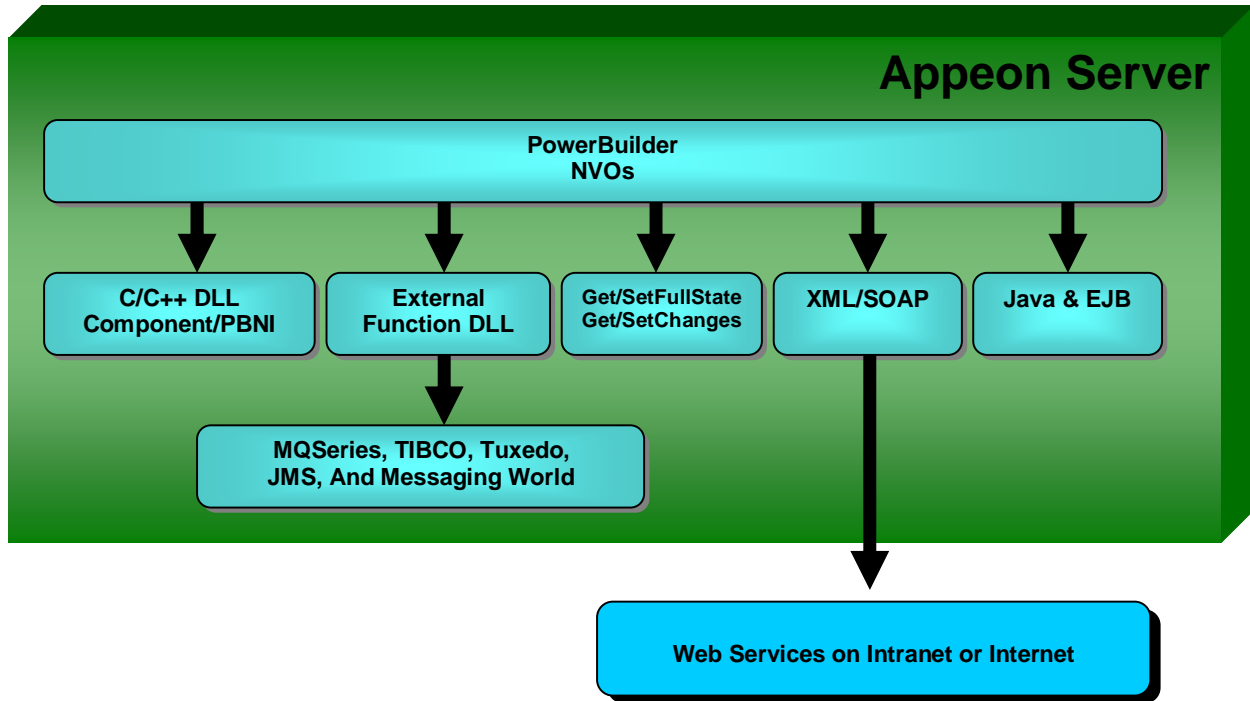 Appeon Server
PowerBuilder
NVOs
C/C++ DLL
Component/PBNI
External
Function DLL
Get/SetFullState
Get/SetChanges
XML/SOAP
Java & EJB
MQSeries, TIBCO, Tuxedo,
JMS, And Messaging World
Web Services on Intranet or Internet